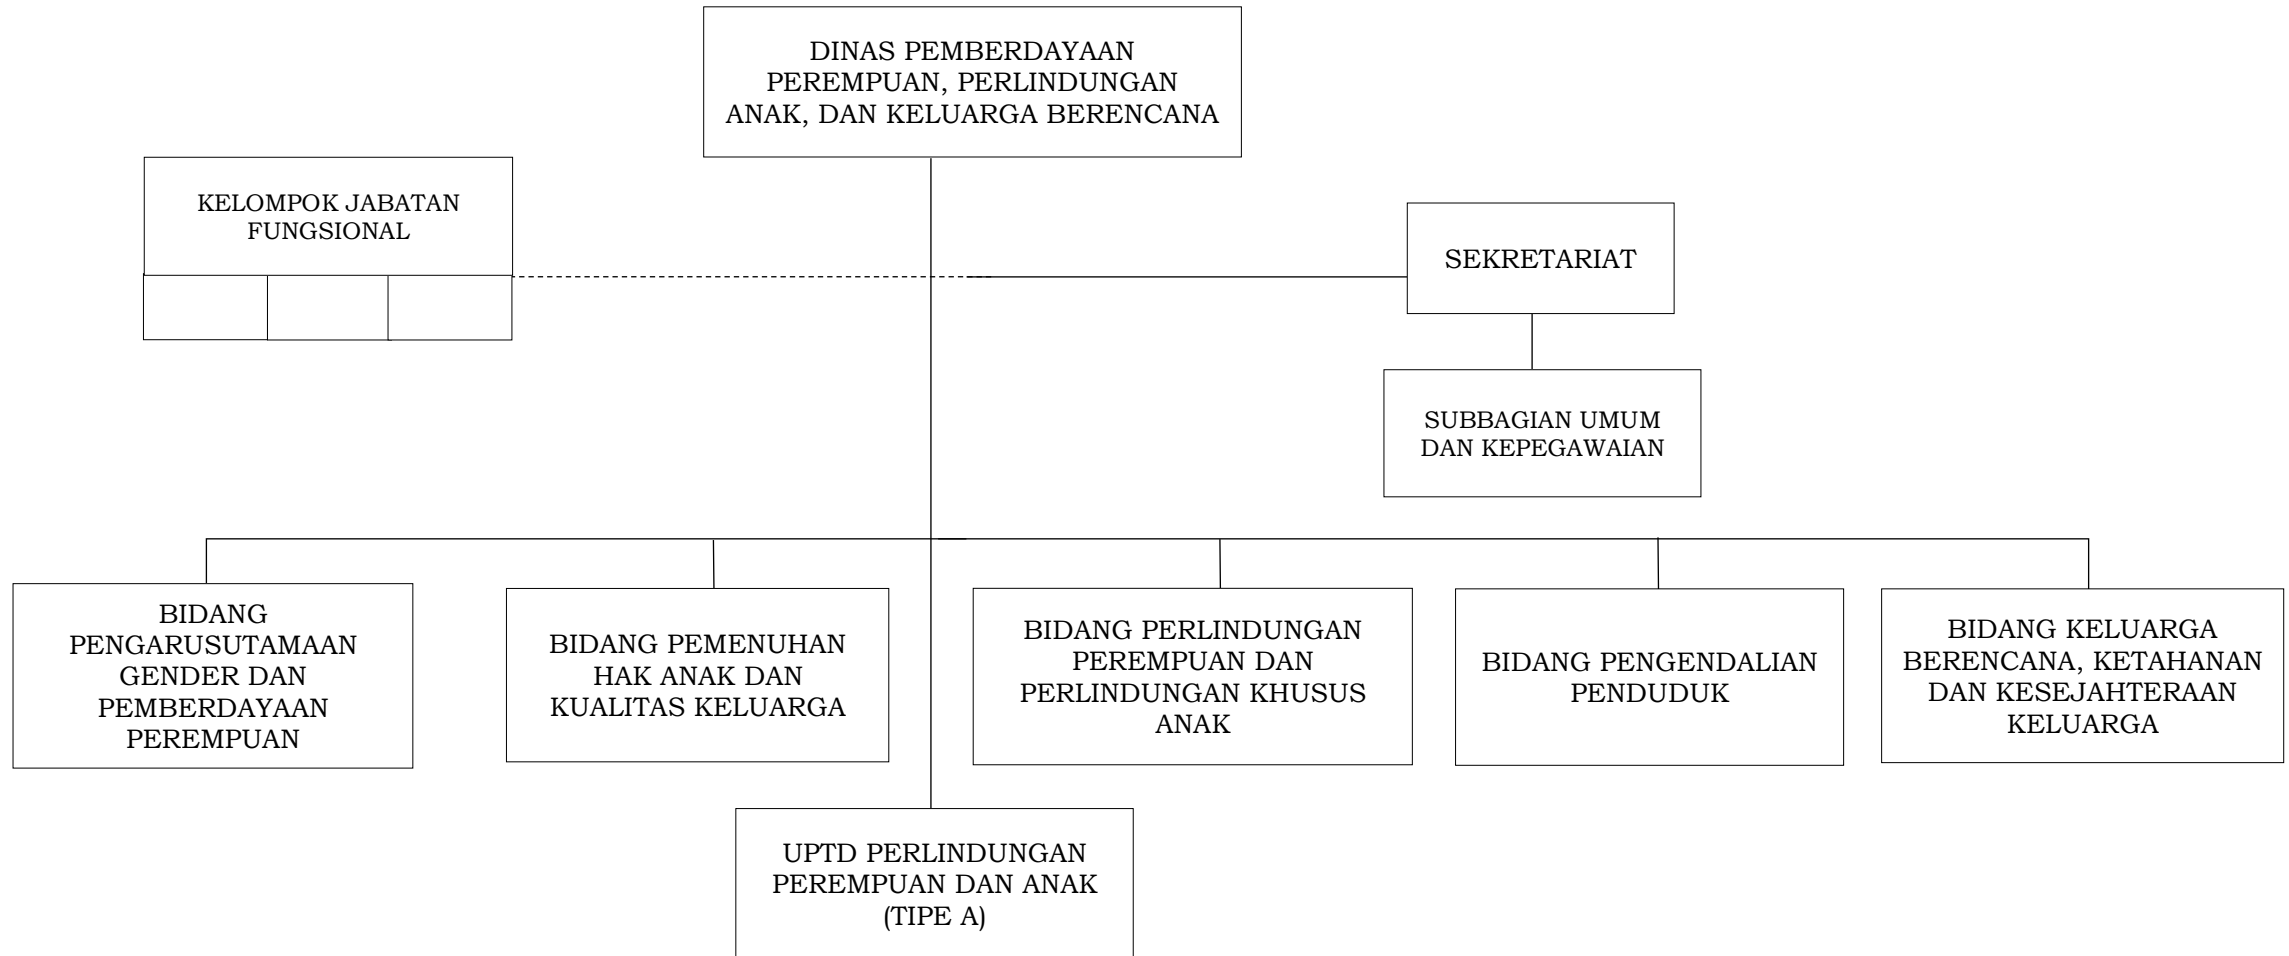 DINAS PEMBERDAYAAN
PEREMPUAN, PERLINDUNGAN
ANAK, DAN KELUARGA BERENCANA
KELOMPOK JABATAN
FUNGSIONAL
SEKRETARIAT
SUBBAGIAN UMUM
DAN KEPEGAWAIAN
BIDANG
PENGARUSUTAMAAN
GENDER DAN
PEMBERDAYAAN
PEREMPUAN
BIDANG PEMENUHAN
HAK ANAK DAN
KUALITAS KELUARGA
BIDANG PERLINDUNGAN
PEREMPUAN DAN
PERLINDUNGAN KHUSUS
ANAK
BIDANG PENGENDALIAN
PENDUDUK
BIDANG KELUARGA
BERENCANA, KETAHANAN
DAN KESEJAHTERAAN
KELUARGA
UPTD PERLINDUNGAN
PEREMPUAN DAN ANAK
(TIPE A)